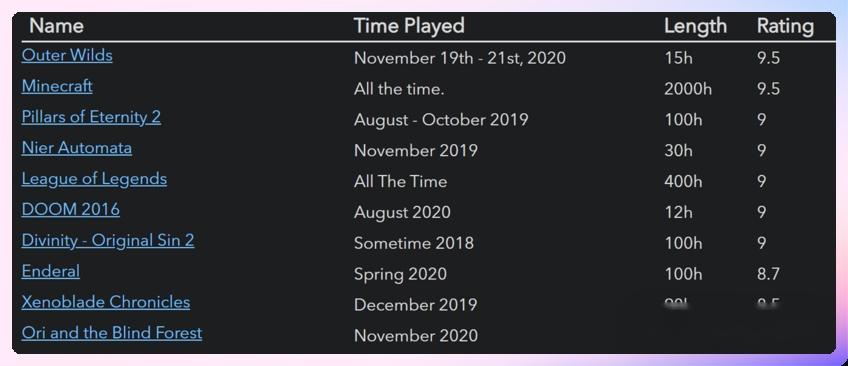 Name Time Played Length Rating
Outer Wilds November 19th - 21st, 2020 15h 9.5
Minecraft All the time. 2000h 9.5
Pillars of Eternity 2 August - October 2019 100h 9
Nier Automata November 2019 30h 9
League of Legends All The Time 400h 9
DOOM 2016 August 2020 12h 9
Divinity - Original Sin 2 Sometime 2018 100h 9
Enderal Spring 2020 100h 8.7
Xenoblade Chronicles December 2019
Ori and the Blind Forest November 2020